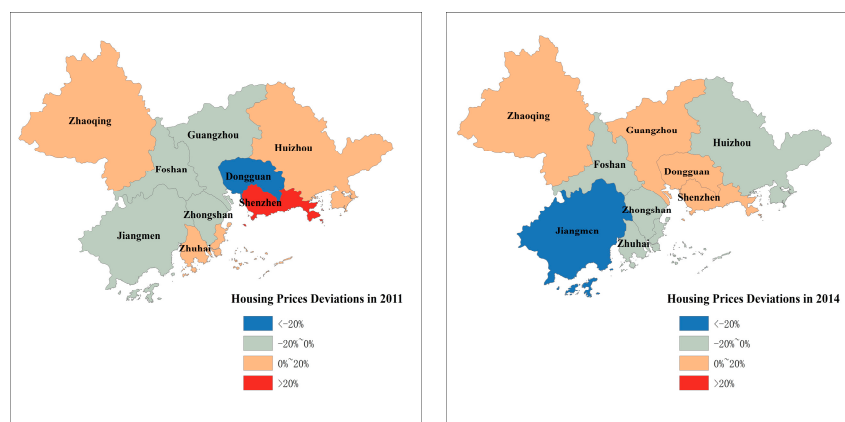 Zhaoqing
Guangzhou
Huizhou
Foshan
Dongguan
Shenzhen
Zhongshan
Jiangmen
Zhuhai
Housing Prices Deviations in 2011
<-20%
-20%~0%
0%~20%
>20%
Zhaoqing
Guangzhou
Huizhou
Foshan
Dongguan
Shenzhen
Zhongshan
Jiangmen
Zhuhai
Housing Prices Deviations in 2014
<-20%
-20%~0%
0%~20%
>20%